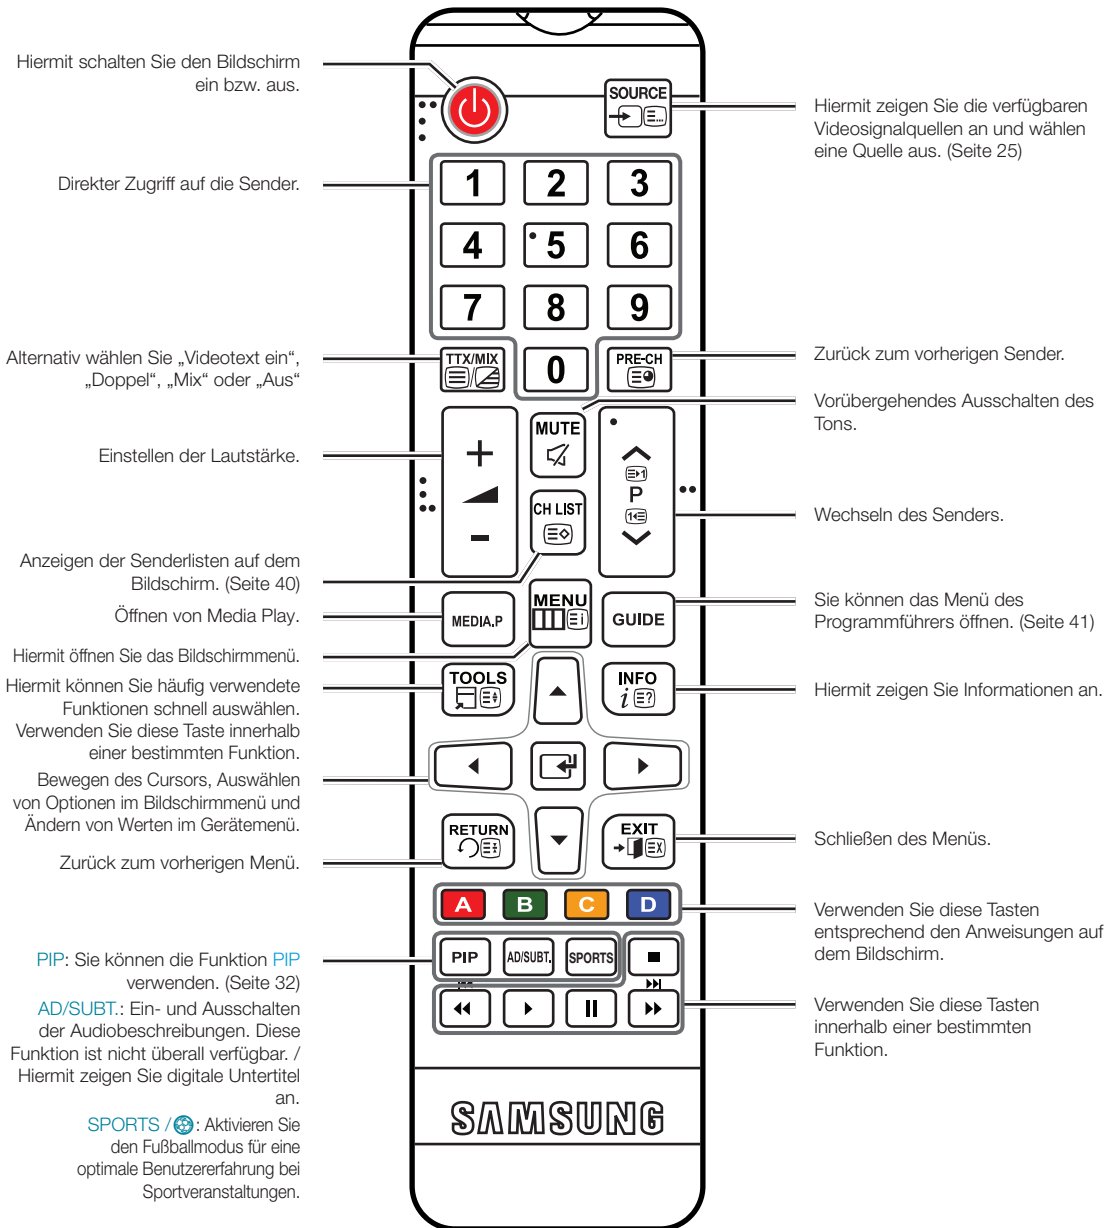 Hiermit schalten Sie den Bildschirm
ein bzw. aus.
SOURCE
Hiermit zeigen Sie die verfügbaren
Videosignalquellen an und wählen
eine Quelle aus. (Seite 25)
Direkter Zugriff auf die Sender.
1 2 3
4 5 6
7 8 9
Alternativ wählen Sie „Videotext ein“,
„Doppel“, „Mix“ oder „Aus“
TTX/MIX
0
PRE-CH
Zurück zum vorherigen Sender.
Vorübergehendes Ausschalten des
Tons.
MUTE
Einstellen der Lautstärke.
+
−
P
CH LIST
Wechseln des Senders.
Anzeigen der Senderlisten auf dem
Bildschirm. (Seite 40)
Öffnen von Media Play.
MEDIA.P
MENU
GUIDE
Sie können das Menü des
Programmführers öffnen. (Seite 41)
Hiermit öffnen Sie das Bildschirmmenü.
Hiermit können Sie häufig verwendete
Funktionen schnell auswählen.
Verwenden Sie diese Taste innerhalb
einer bestimmten Funktion.
TOOLS
INFO
Hiermit zeigen Sie Informationen an.
Bewegen des Cursors, Auswählen
von Optionen im Bildschirmmenü und
Ändern von Werten im Gerätemenü.
RETURN
EXIT
Schließen des Menüs.
Zurück zum vorherigen Menü.
A B C D
Verwenden Sie diese Tasten
entsprechend den Anweisungen auf
dem Bildschirm.
PIP: Sie können die Funktion PIP
verwenden. (Seite 32)
PIP AD/SUBT. SPORTS
AD/SUBT.: Ein- und Ausschalten
der Audiobeschreibungen. Diese
Funktion ist nicht überall verfügbar. /
Hiermit zeigen Sie digitale Untertitel
an.
Verwenden Sie diese Tasten
innerhalb einer bestimmten
Funktion.
SPORTS / : Aktivieren Sie
den Fußballmodus für eine
optimale Benutzererfahrung bei
Sportveranstaltungen.
SAMSUNG